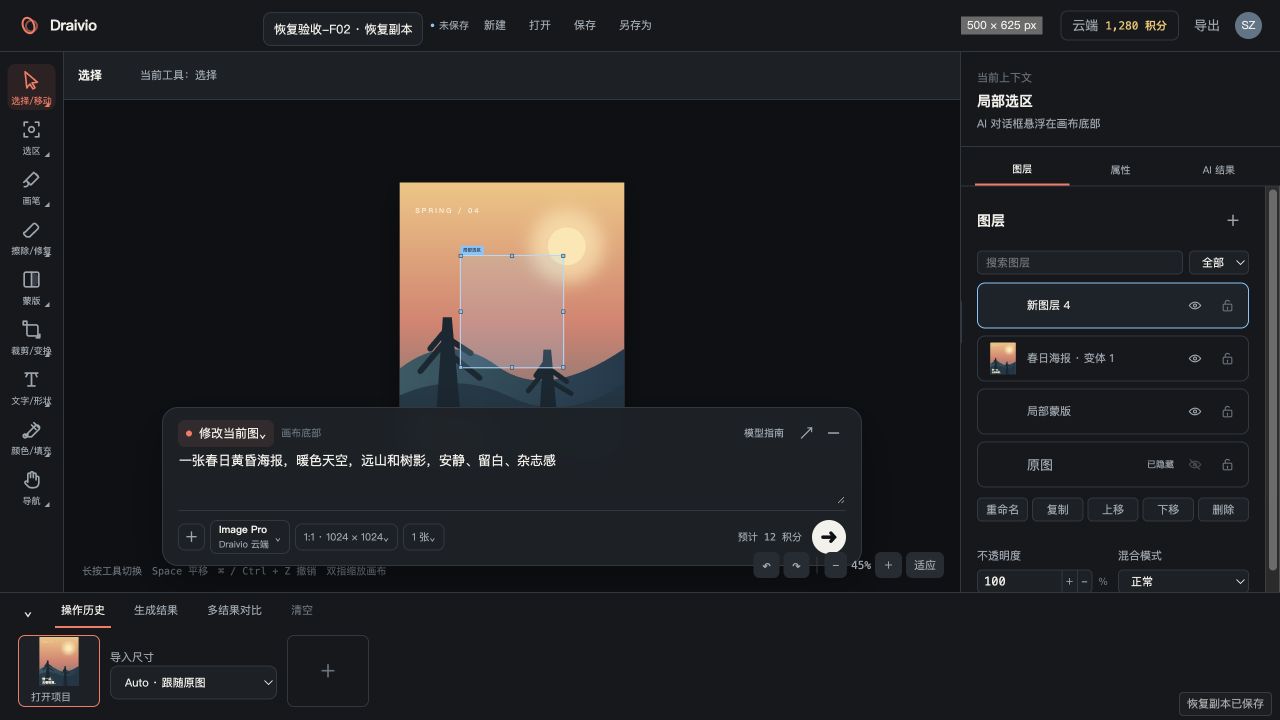 Draivio
恢复验收-F02 · 恢复副本
未保存
新建
打开
保存
另存为
500 × 625 px
云端 1,280 积分
导出
SZ
选择/移动
选区
画笔
擦除/修复
蒙版
裁剪/变换
文字/形状
颜色/填充
导航
选择
当前工具：选择
SPRING / 04
局部选区
修改当前图
画布底部
模型指南
一张春日黄昏海报，暖色天空，远山和树影，安静、留白、杂志感
Image Pro
Draivio 云端
1:1 · 1024 × 1024
1 张
预计 12 积分
长按工具切换 Space 平移 ⌘ / Ctrl + Z 撤销 双指缩放画布
45%
适应
当前上下文
局部选区
AI 对话框悬浮在画布底部
图层
属性
AI 结果
图层
搜索图层
全部
新图层 4
春日海报 · 变体 1
局部蒙版
原图
已隐藏
重命名
复制
上移
下移
删除
不透明度
混合模式
100
%
正常
操作历史
生成结果
多结果对比
清空
打开项目
导入尺寸
Auto · 跟随原图
恢复副本已保存